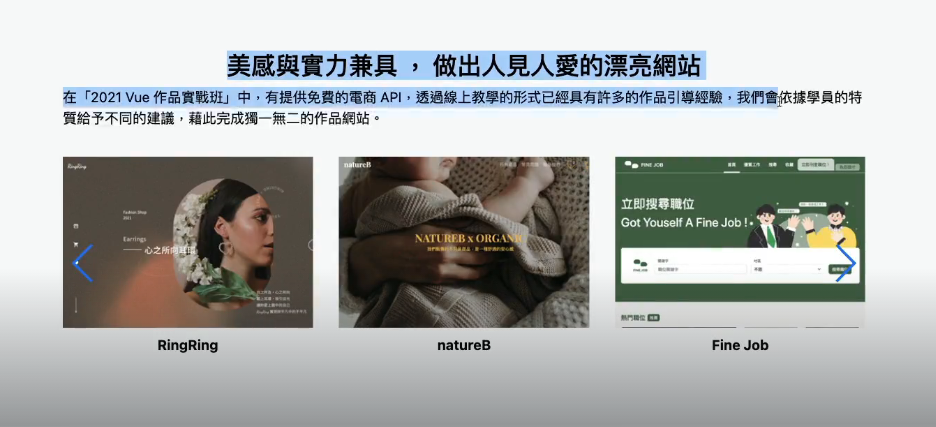 美感與實力兼具 ， 做出人見人愛的漂亮網站
在「2021 Vue 作品實戰班」中，有提供免費的電商 API，透過線上教學的形式已經具有許多的作品引導經驗，我們會依據學員的特
質給予不同的建議，藉此完成獨一無二的作品網站。
RingRing
Fashion Shop
2021
Earrings
心之所向
natureB
NATUREB x ORGANIC
FINE JOB
立即搜尋職位
Got Youself A Fine Job !
FINE JOB
熱門職位
RingRing
natureB
Fine Job